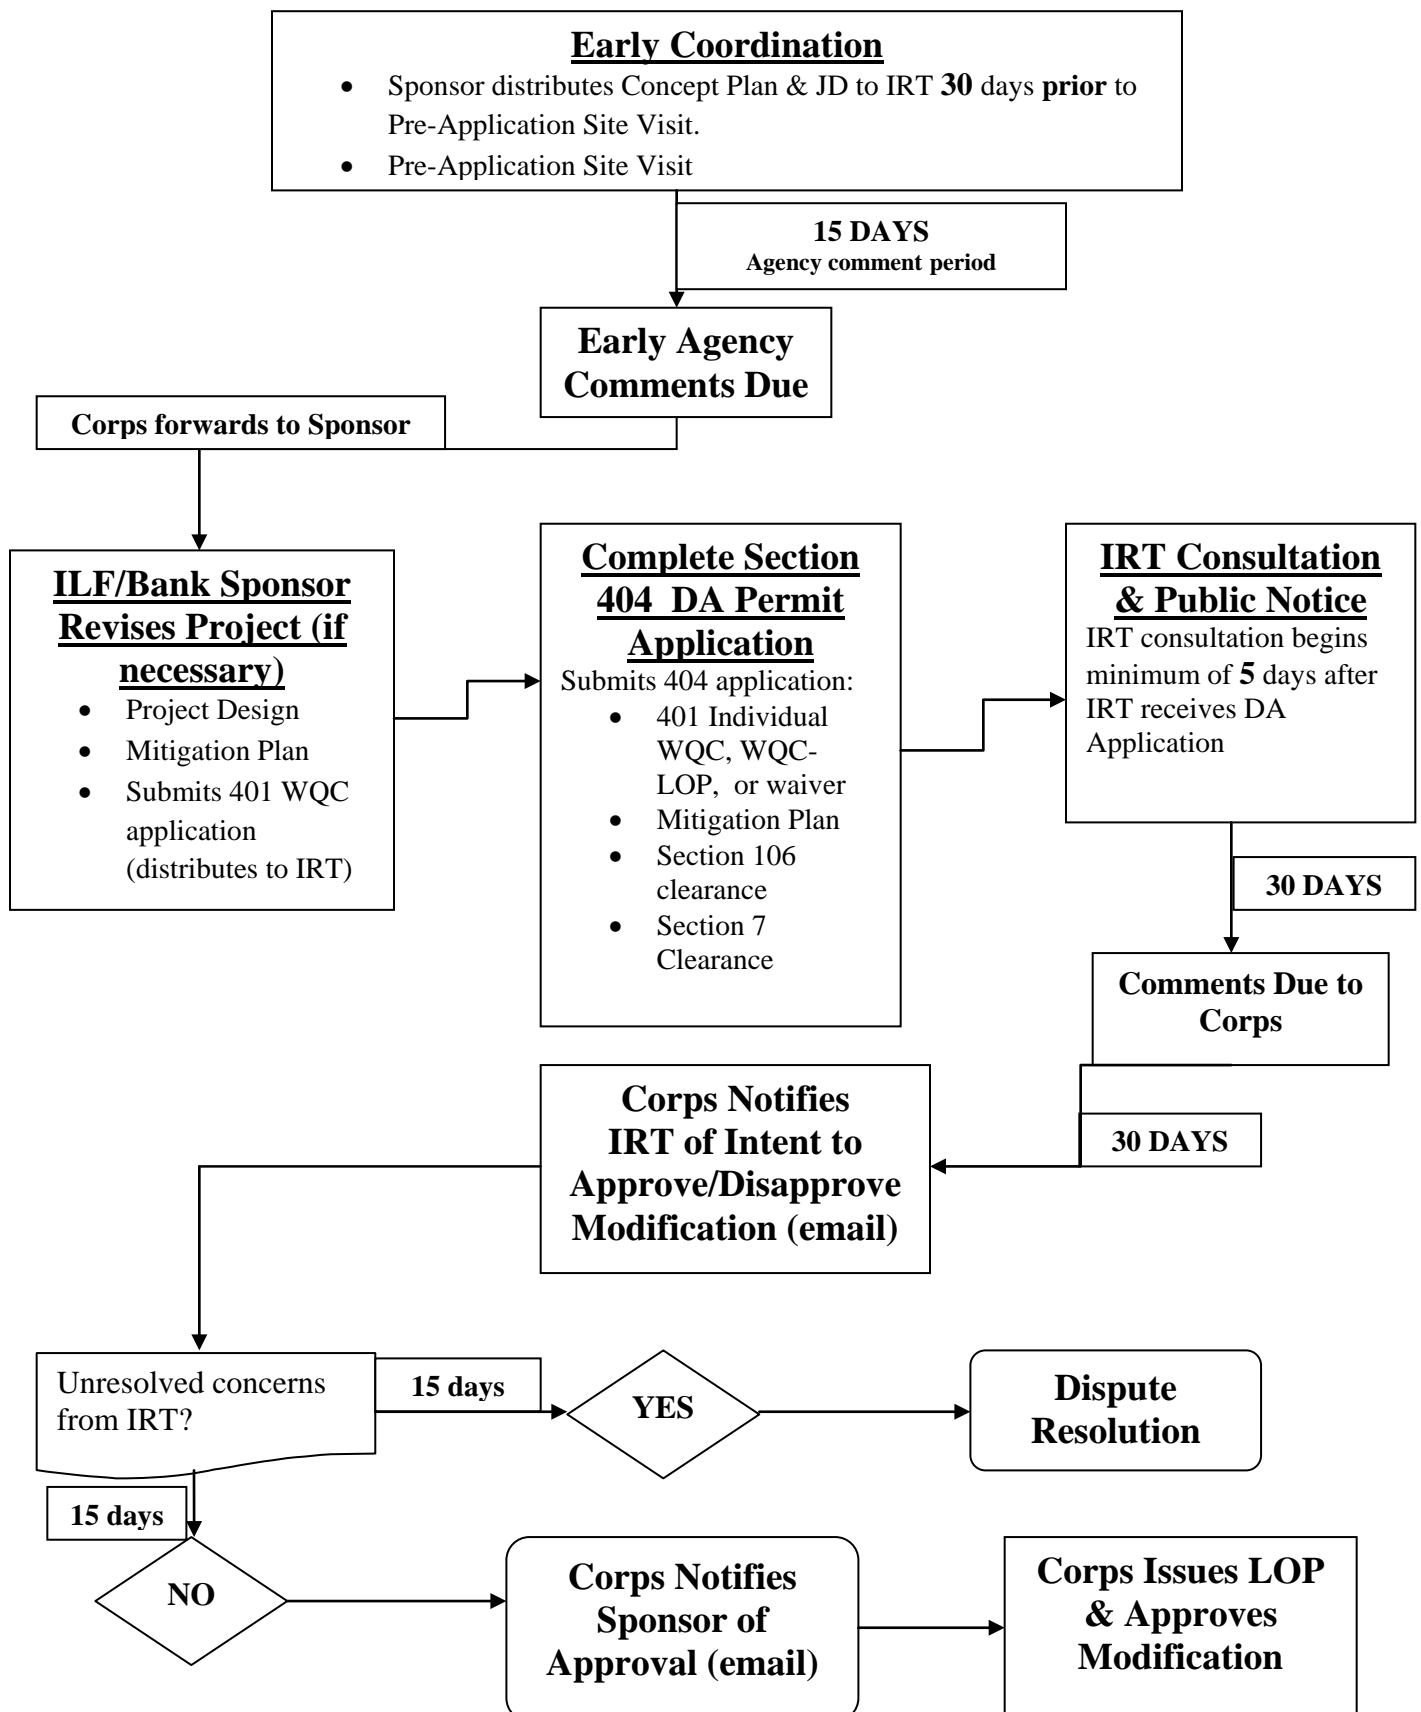 Early Coordination
• Sponsor distributes Concept Plan & JD to IRT 30 days prior to
Pre-Application Site Visit.
• Pre-Application Site Visit
15 DAYS
Agency comment period
Early Agency
Comments Due
Corps forwards to Sponsor
ILF/Bank Sponsor
Revises Project (if
necessary)
• Project Design
• Mitigation Plan
• Submits 401 WQC
application
(distributes to IRT)
Complete Section
404 DA Permit
Application
Submits 404 application:
• 401 Individual
WQC, WQC-
LOP, or waiver
• Mitigation Plan
• Section 106
clearance
• Section 7
Clearance
IRT Consultation
& Public Notice
IRT consultation begins
minimum of 5 days after
IRT receives DA
Application
30 DAYS
Comments Due to
Corps
30 DAYS
Corps Notifies
IRT of Intent to
Approve/Disapprove
Modification (email)
Unresolved concerns
from IRT?
15 days
YES
Dispute
Resolution
15 days
NO
Corps Notifies
Sponsor of
Approval (email)
Corps Issues LOP
& Approves
Modification